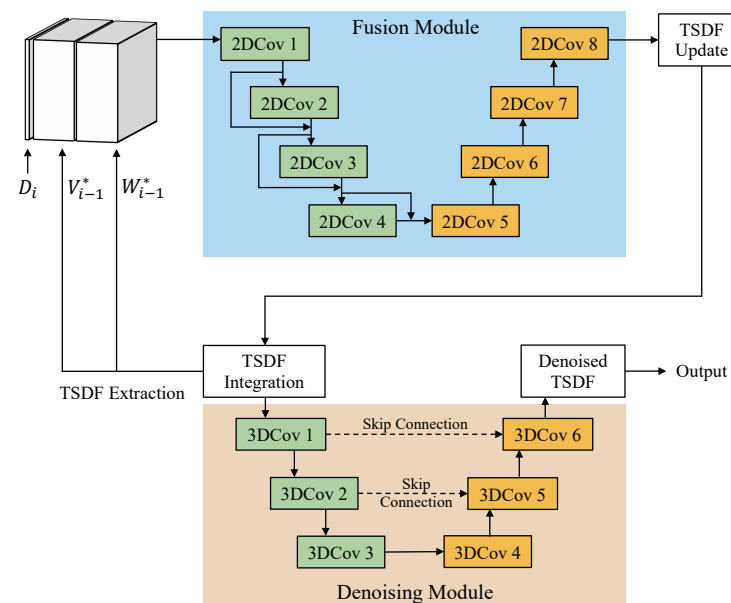 Fusion Module
2DCov 1
2DCov 2
2DCov 3
2DCov 4
2DCov 5
2DCov 6
2DCov 7
2DCov 8
TSDF
Update
D_i
V^*_{i-1}
W^*_{i-1}
TSDF Extraction
TSDF
Integration
Denoised
TSDF
Output
3DCov 1
Skip Connection
3DCov 6
3DCov 2
Skip
Connection
3DCov 5
3DCov 3
3DCov 4
Denoising Module